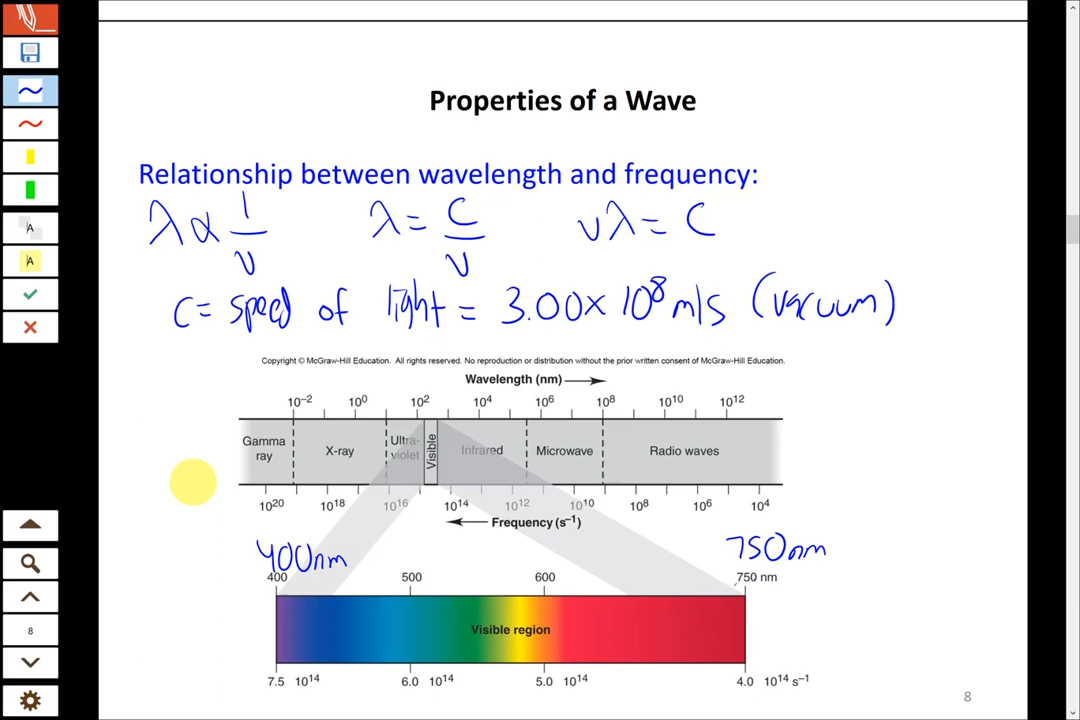 Properties of a Wave
Relationship between wavelength and frequency:
λ ∝ 1/ν λ = C/ν νλ = C
C = speed of light = 3.00 × 10⁸ m/s (vacuum)
Copyright © McGraw-Hill Education. All rights reserved. No reproduction or distribution without the prior written consent of McGraw-Hill Education.
Wavelength (nm)
10⁻² 10⁰ 10² 10⁴ 10⁶ 10⁸ 10¹⁰ 10¹²
Gamma ray X-ray Ultra-violet Visible Infrared Microwave Radio waves
10²⁰ 10¹⁸ 10¹⁶ 10¹⁴ 10¹² 10¹⁰ 10⁸ 10⁶ 10⁴
Frequency (s⁻¹)
400nm 750nm
400 500 600 750 nm
Visible region
7.5 10¹⁴ 6.0 10¹⁴ 5.0 10¹⁴ 4.0 10¹⁴ s⁻¹
8
A
A
8